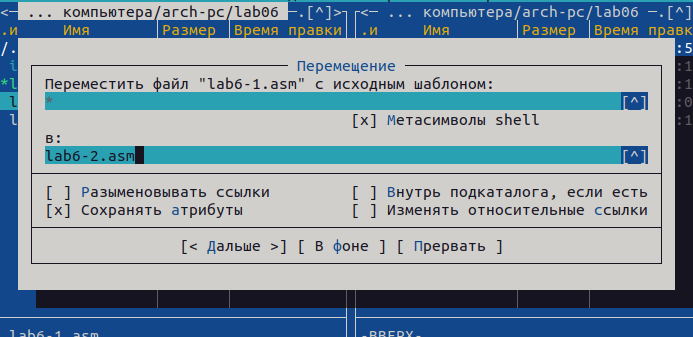 <─ ... компьютера/arch-pc/lab06 ─.[^]>
<─ ... компьютера/arch-pc/lab06 ─.[^]>
.и Имя Размер Время правки
.и Имя Размер Время правки
Перемещение
Переместить файл "lab6-1.asm" с исходным шаблоном:
* [^]
[x] Метасимволы shell
в:
lab6-2.asm [^]
[ ] Разыменовывать ссылки [ ] Внутрь подкаталога, если есть
[x] Сохранять атрибуты [ ] Изменять относительные ссылки
[< Дальше >] [ В фоне ] [ Прервать ]
lab6-1.asm
-ВВЕРХ-